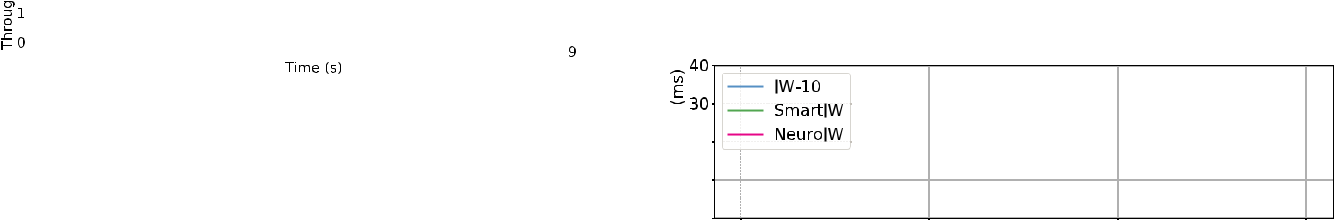 Throug
1
0
9
Time (s)
(ms)
40
30
IW-10
SmartIW
NeuroIW